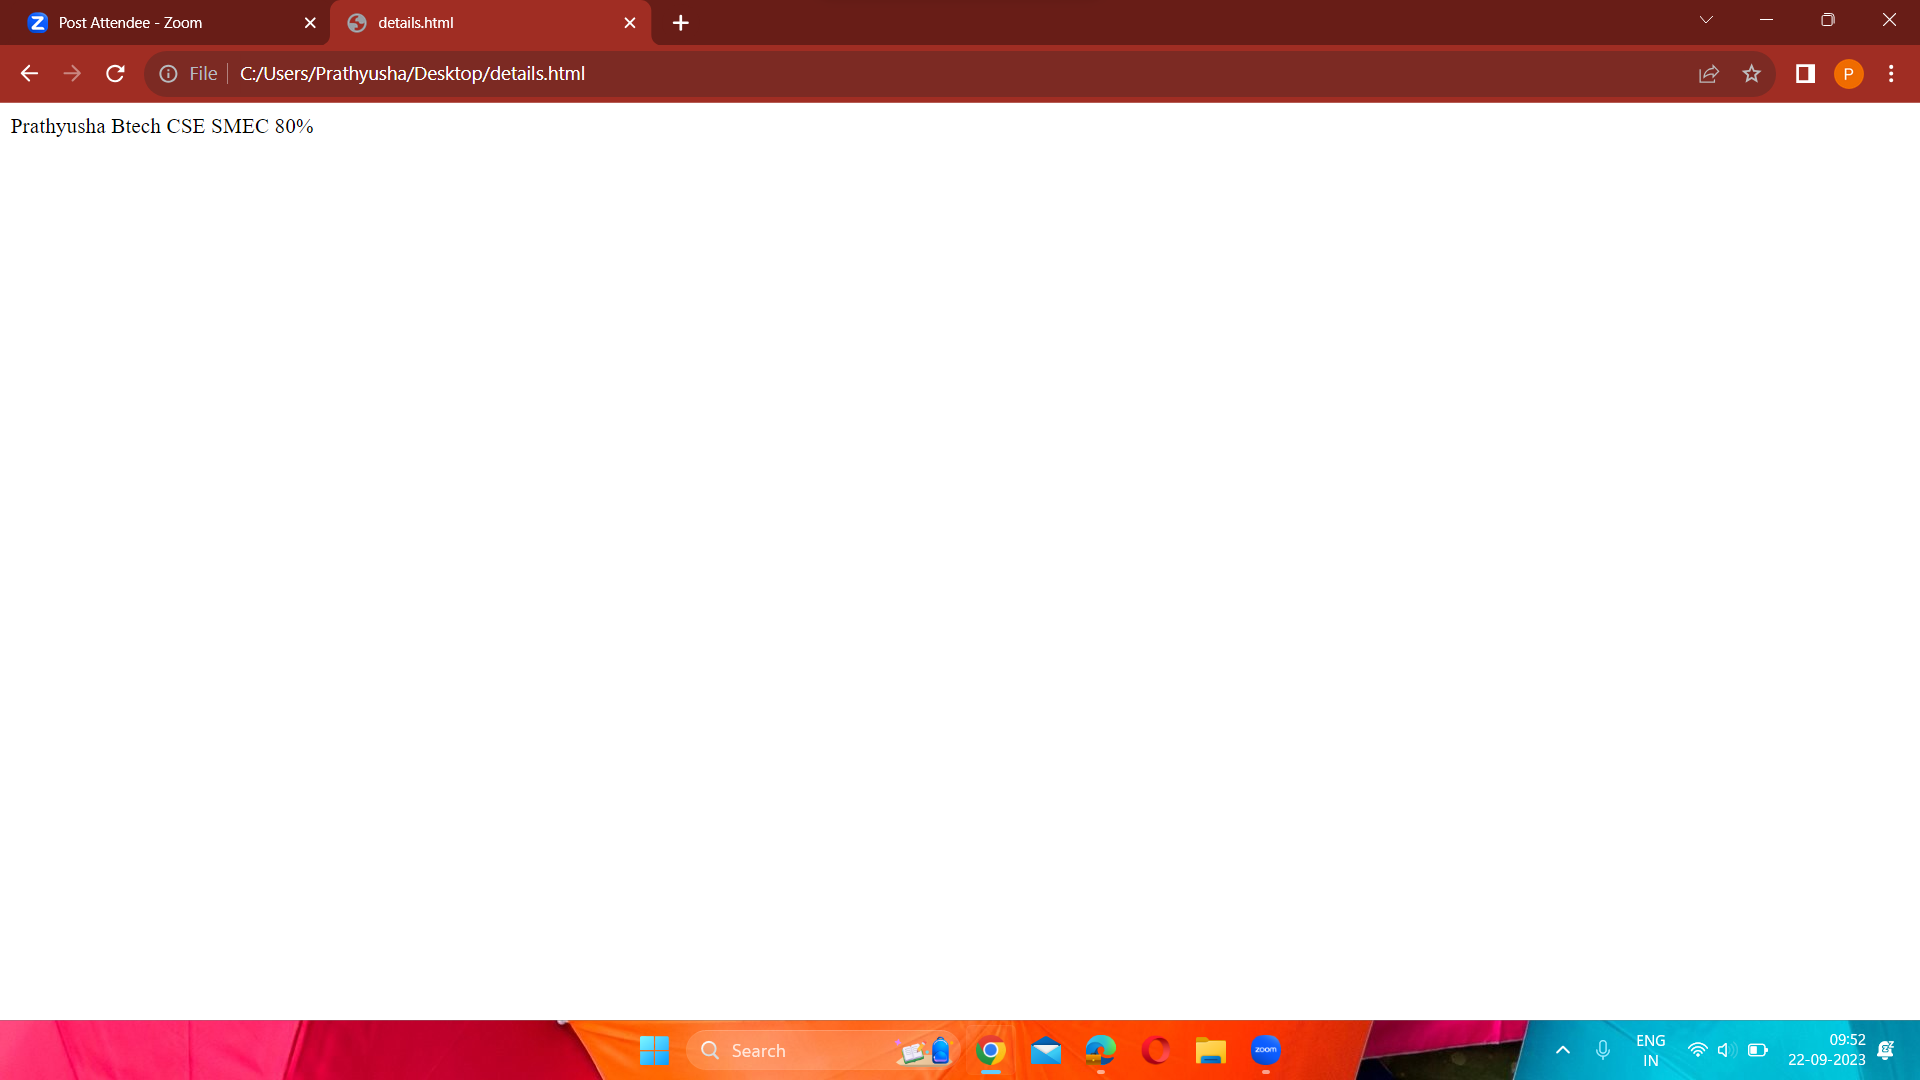 Post Attendee - Zoom
details.html
File
C:/Users/Prathyusha/Desktop/details.html
P
Prathyusha Btech CSE SMEC 80%
Search
zoom
ENG
IN
09:52
22-09-2023